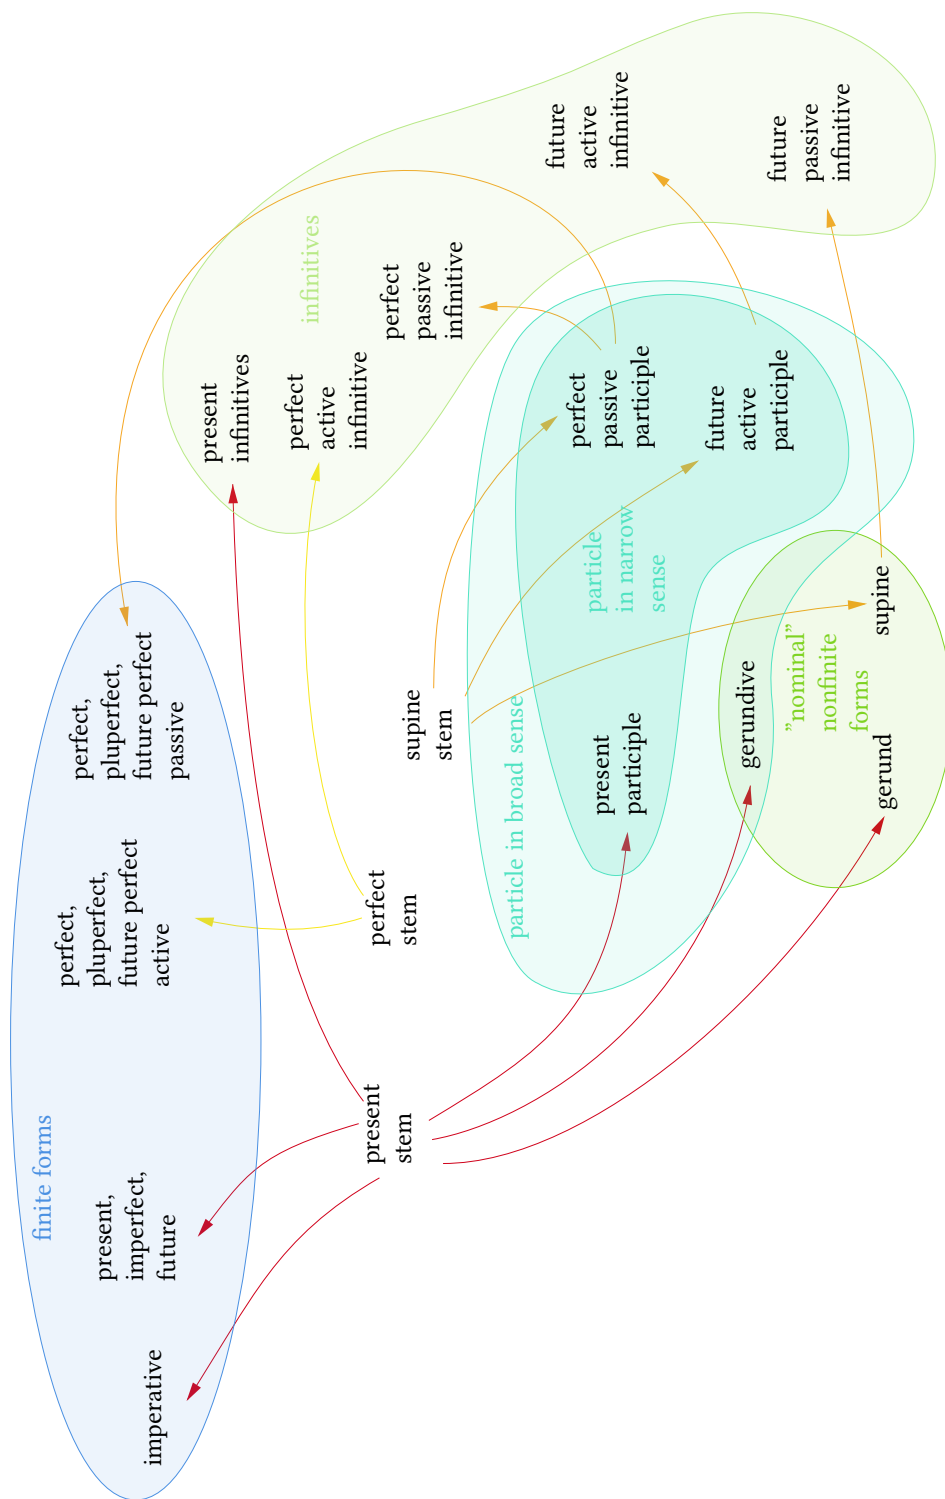 finite forms
imperative
present,
imperfect,
future
perfect,
pluperfect,
future perfect
active
perfect,
pluperfect,
future perfect
passive
present
infinitives
perfect
active
infinitive
infinitives
perfect
passive
infinitive
future
active
infinitive
future
passive
infinitive
present
stem
perfect
stem
supine
stem
particle in broad sense
present
participle
particle
in narrow
sense
perfect
passive
participle
future
active
participle
gerundive
”nominal”
nonfinite
forms
gerund
supine